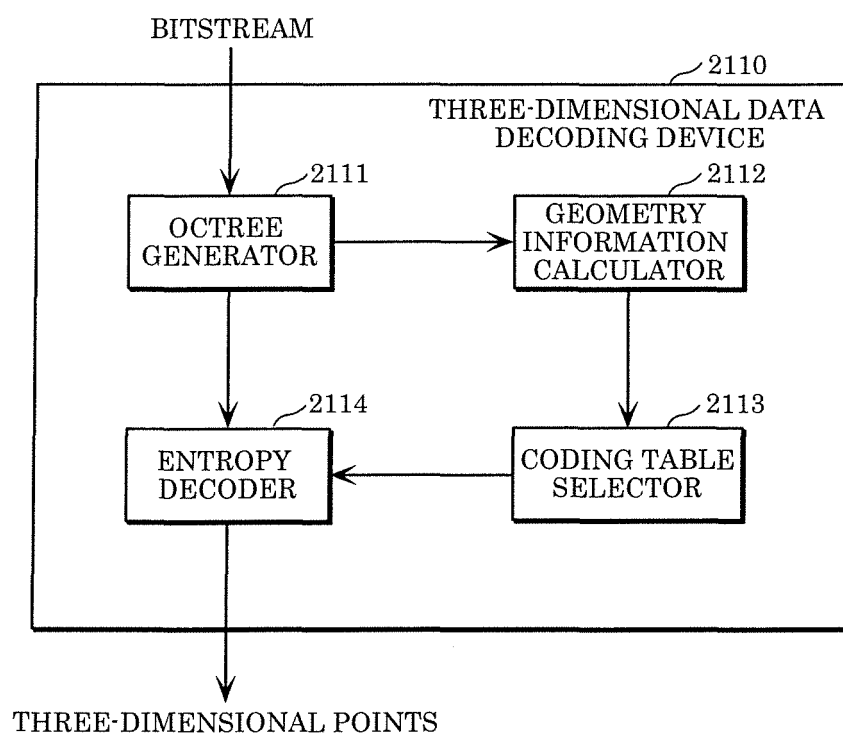 BITSTREAM
2110
THREE-DIMENSIONAL DATA
DECODING DEVICE
2111
OCTREE
GENERATOR
2112
GEOMETRY
INFORMATION
CALCULATOR
2114
ENTROPY
DECODER
2113
CODING TABLE
SELECTOR
THREE-DIMENSIONAL POINTS